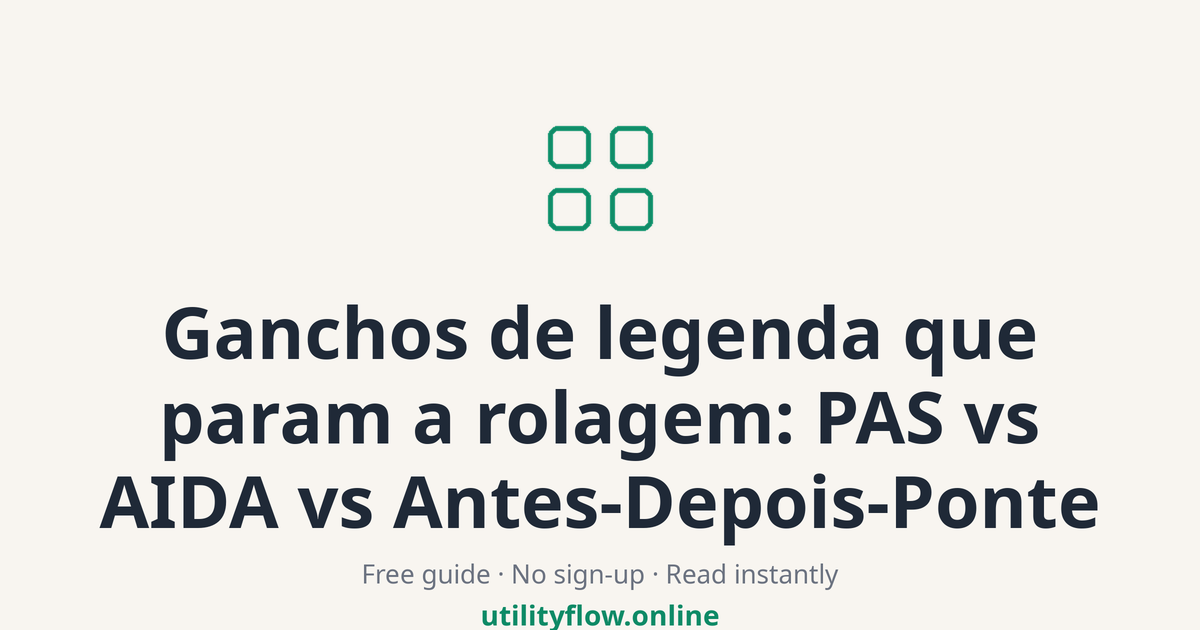 Ganchos de legenda que
param a rolagem: PAS vs
AIDA vs Antes-Depois-Ponte
Free guide · No sign-up · Read instantly
utilityflow.online